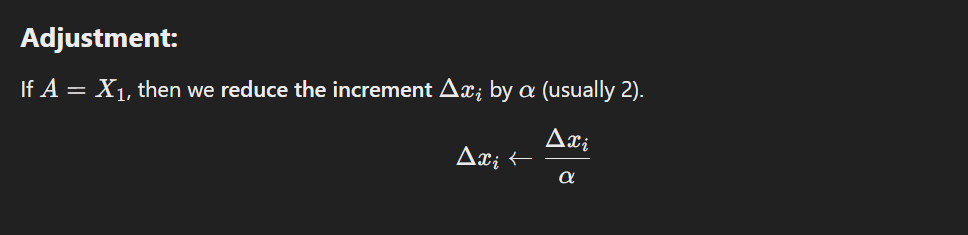 Adjustment:
If A = X₁, then we reduce the increment Δxᵢ by α (usually 2).
Δxᵢ ← Δxᵢ / α